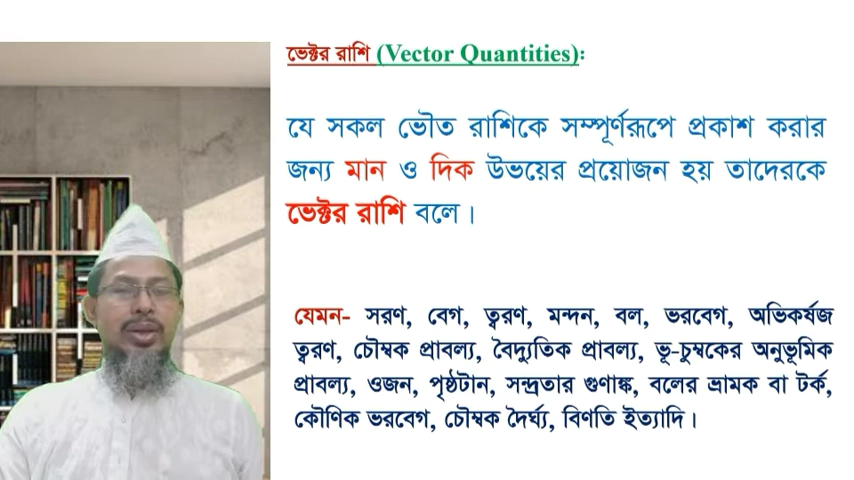 ভেক্টর রাশি (Vector Quantities):
যে সকল ভৌত রাশিকে সম্পূর্ণরূপে প্রকাশ করার
জন্য মান ও দিক উভয়ের প্রয়োজন হয় তাদেরকে
ভেক্টর রাশি বলে।
যেমন- সরণ, বেগ, ত্বরণ, মন্দন, বল, ভরবেগ, অভিকর্ষজ
ত্বরণ, চৌম্বক প্রাবল্য, বৈদ্যুতিক প্রাবল্য, ভূ-চুম্বকের অনুভূমিক
প্রাবল্য, ওজন, পৃষ্ঠটান, সন্দ্রতার গুণাঙ্ক, বলের ভ্রামক বা টর্ক,
কৌণিক ভরবেগ, চৌম্বক দৈর্ঘ্য, বিণতি ইত্যাদি।